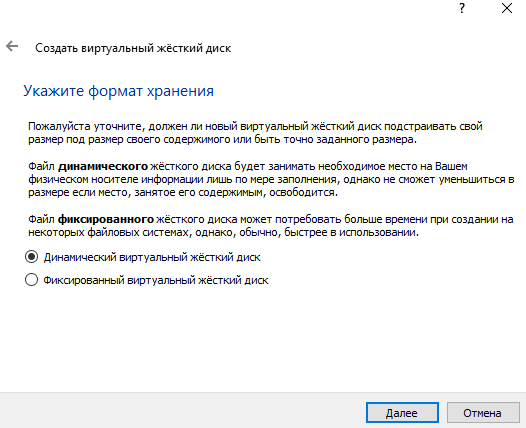 ?
Создать виртуальный жёсткий диск
Укажите формат хранения
Пожалуйста уточните, должен ли новый виртуальный жёсткий диск подстраивать свой
размер под размер своего содержимого или быть точно заданного размера.
Файл динамического жёсткого диска будет занимать необходимое место на Вашем
физическом носителе информации лишь по мере заполнения, однако не сможет уменьшиться в
размере если место, занятое его содержимым, освободится.
Файл фиксированного жёсткого диска может потребовать больше времени при создании на
некоторых файловых системах, однако, обычно, быстрее в использовании.
Динамический виртуальный жёсткий диск
Фиксированный виртуальный жёсткий диск
Далее
Отмена